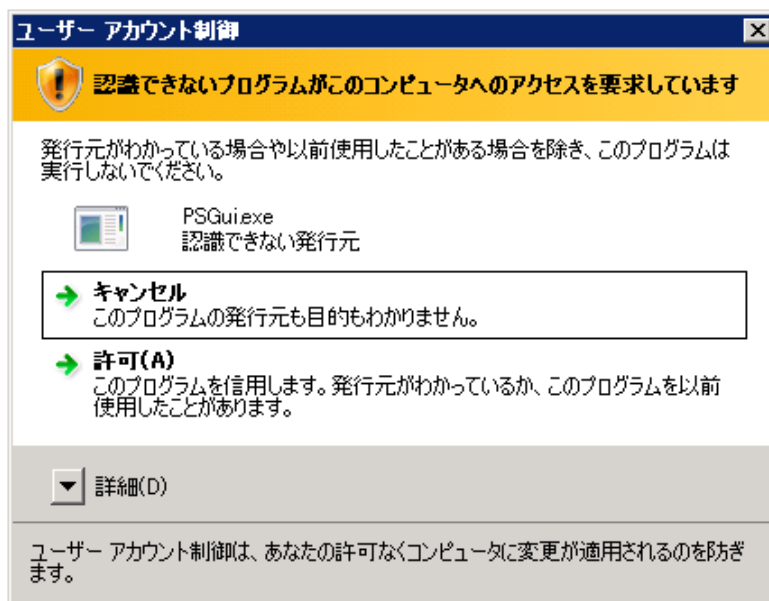 ユーザー アカウント制御
認識できないプログラムがこのコンピュータへのアクセスを要求しています
発行元がわかっている場合や以前使用したことがある場合を除き、このプログラムは
実行しないでください。
PSGui.exe
認識できない発行元
キャンセル
このプログラムの発行元も目的もわかりません。
許可(A)
このプログラムを信用します。発行元がわかっているか、このプログラムを以前
使用したことがあります。
詳細(D)
ユーザー アカウント制御は、あなたの許可なくコンピュータに変更が適用されるのを防ぎ
ます。